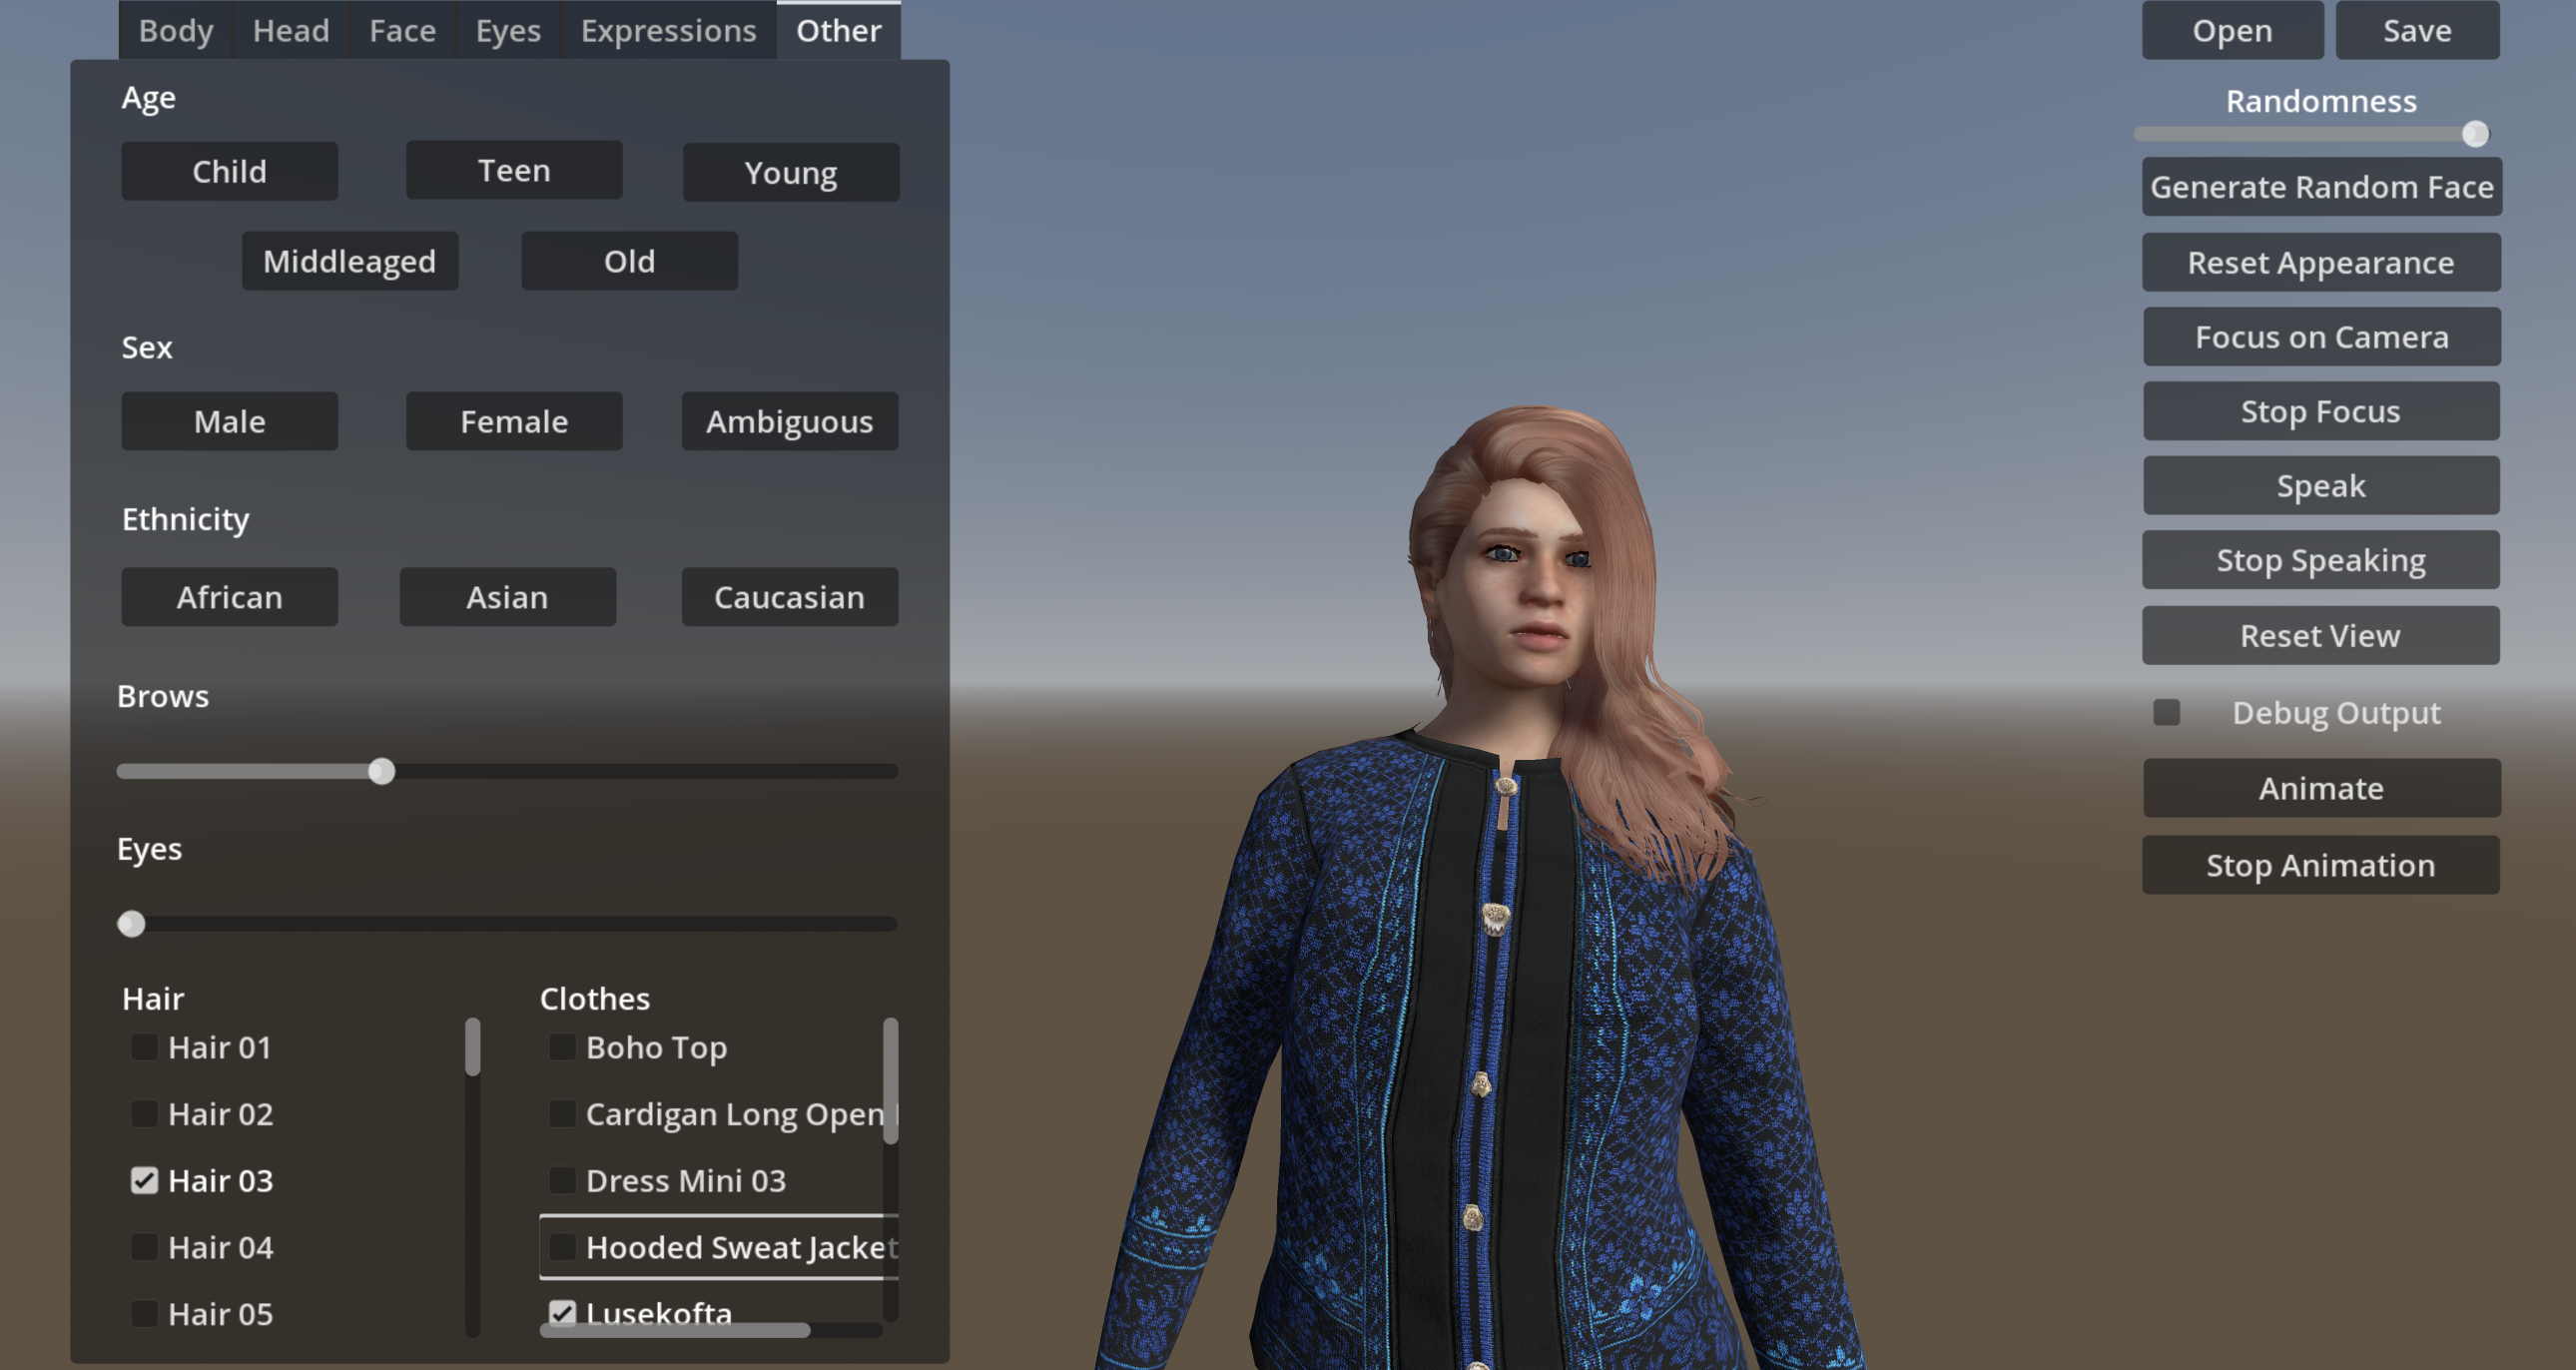 Body Head Face Eyes Expressions Other
Age
Child Teen Young
Middleaged Old
Sex
Male Female Ambiguous
Ethnicity
African Asian Caucasian
Brows
Eyes
Hair
Hair 01
Hair 02
Hair 03
Hair 04
Hair 05
Clothes
Boho Top
Cardigan Long Open
Dress Mini 03
Hooded Sweat Jacket
Lusekofta
Open Save
Randomness
Generate Random Face
Reset Appearance
Focus on Camera
Stop Focus
Speak
Stop Speaking
Reset View
Debug Output
Animate
Stop Animation